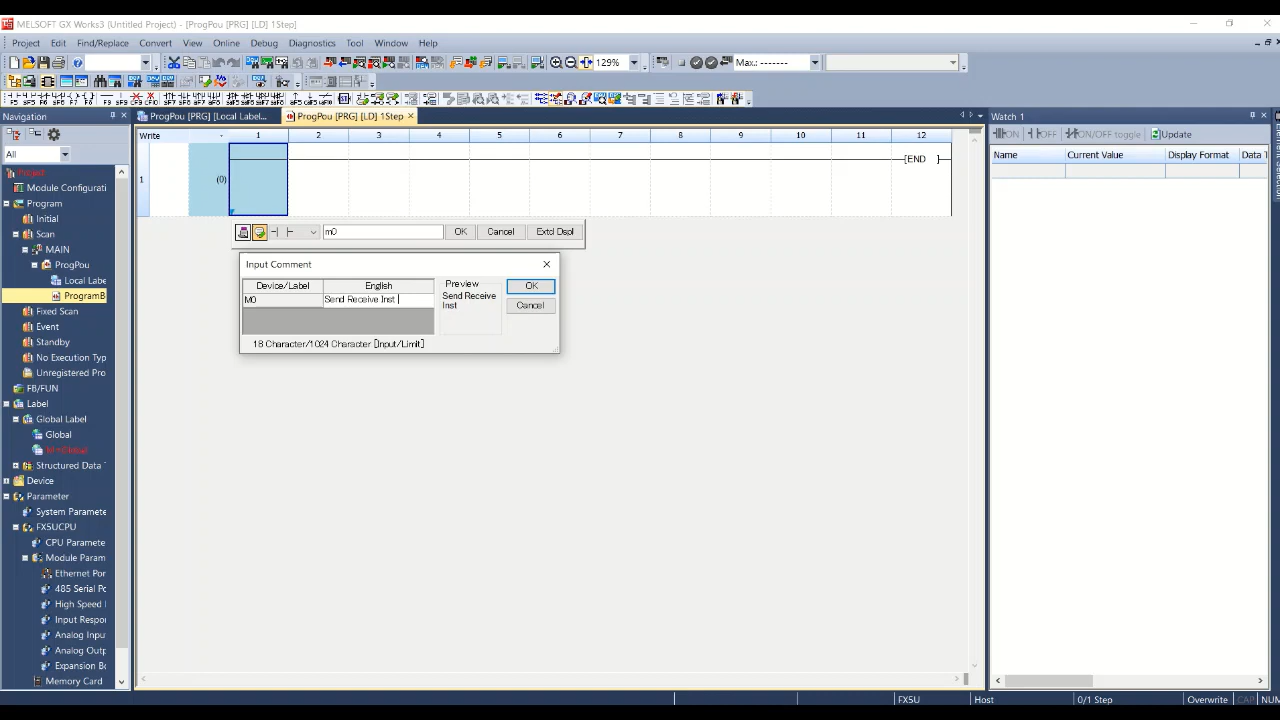 MELSOFT GX Works3 (Untitled Project) - [ProgPou [PRG] [LD] 1Step]
Project Edit Find/Replace Convert View Online Debug Diagnostics Tool Window Help
129% Max.: -------
Navigation
ProgPou [PRG] [Local Label...
ProgPou [PRG] [LD] 1Step
Watch 1
ON OFF ON/OFF toggle Update
All
Write 1 2 3 4 5 6 7 8 9 10 11 12
Name Current Value Display Format Data T
1 (0) [END ]
Project
Module Configurati
Program
Initial
Scan
MAIN
ProgPou
Local Labe
ProgramB
Fixed Scan
Event
Standby
No Execution Typ
Unregistered Pro
FB/FUN
Label
Global Label
Global
M+Global
Structured Data T
Device
Parameter
System Paramete
FX5UCPU
CPU Paramete
Module Param
Ethernet Por
485 Serial Po
High Speed I
Input Respo
Analog Input
Analog Outp
Expansion Bo
Memory Card
m0 OK Cancel Extd Dspl
Input Comment
Device/Label English
M0 Send Receive Inst
Preview
Send Receive
Inst
OK
Cancel
18 Character/1024 Character [Input/Limit]
FX5U Host 0/1 Step Overwrite CAP NUM